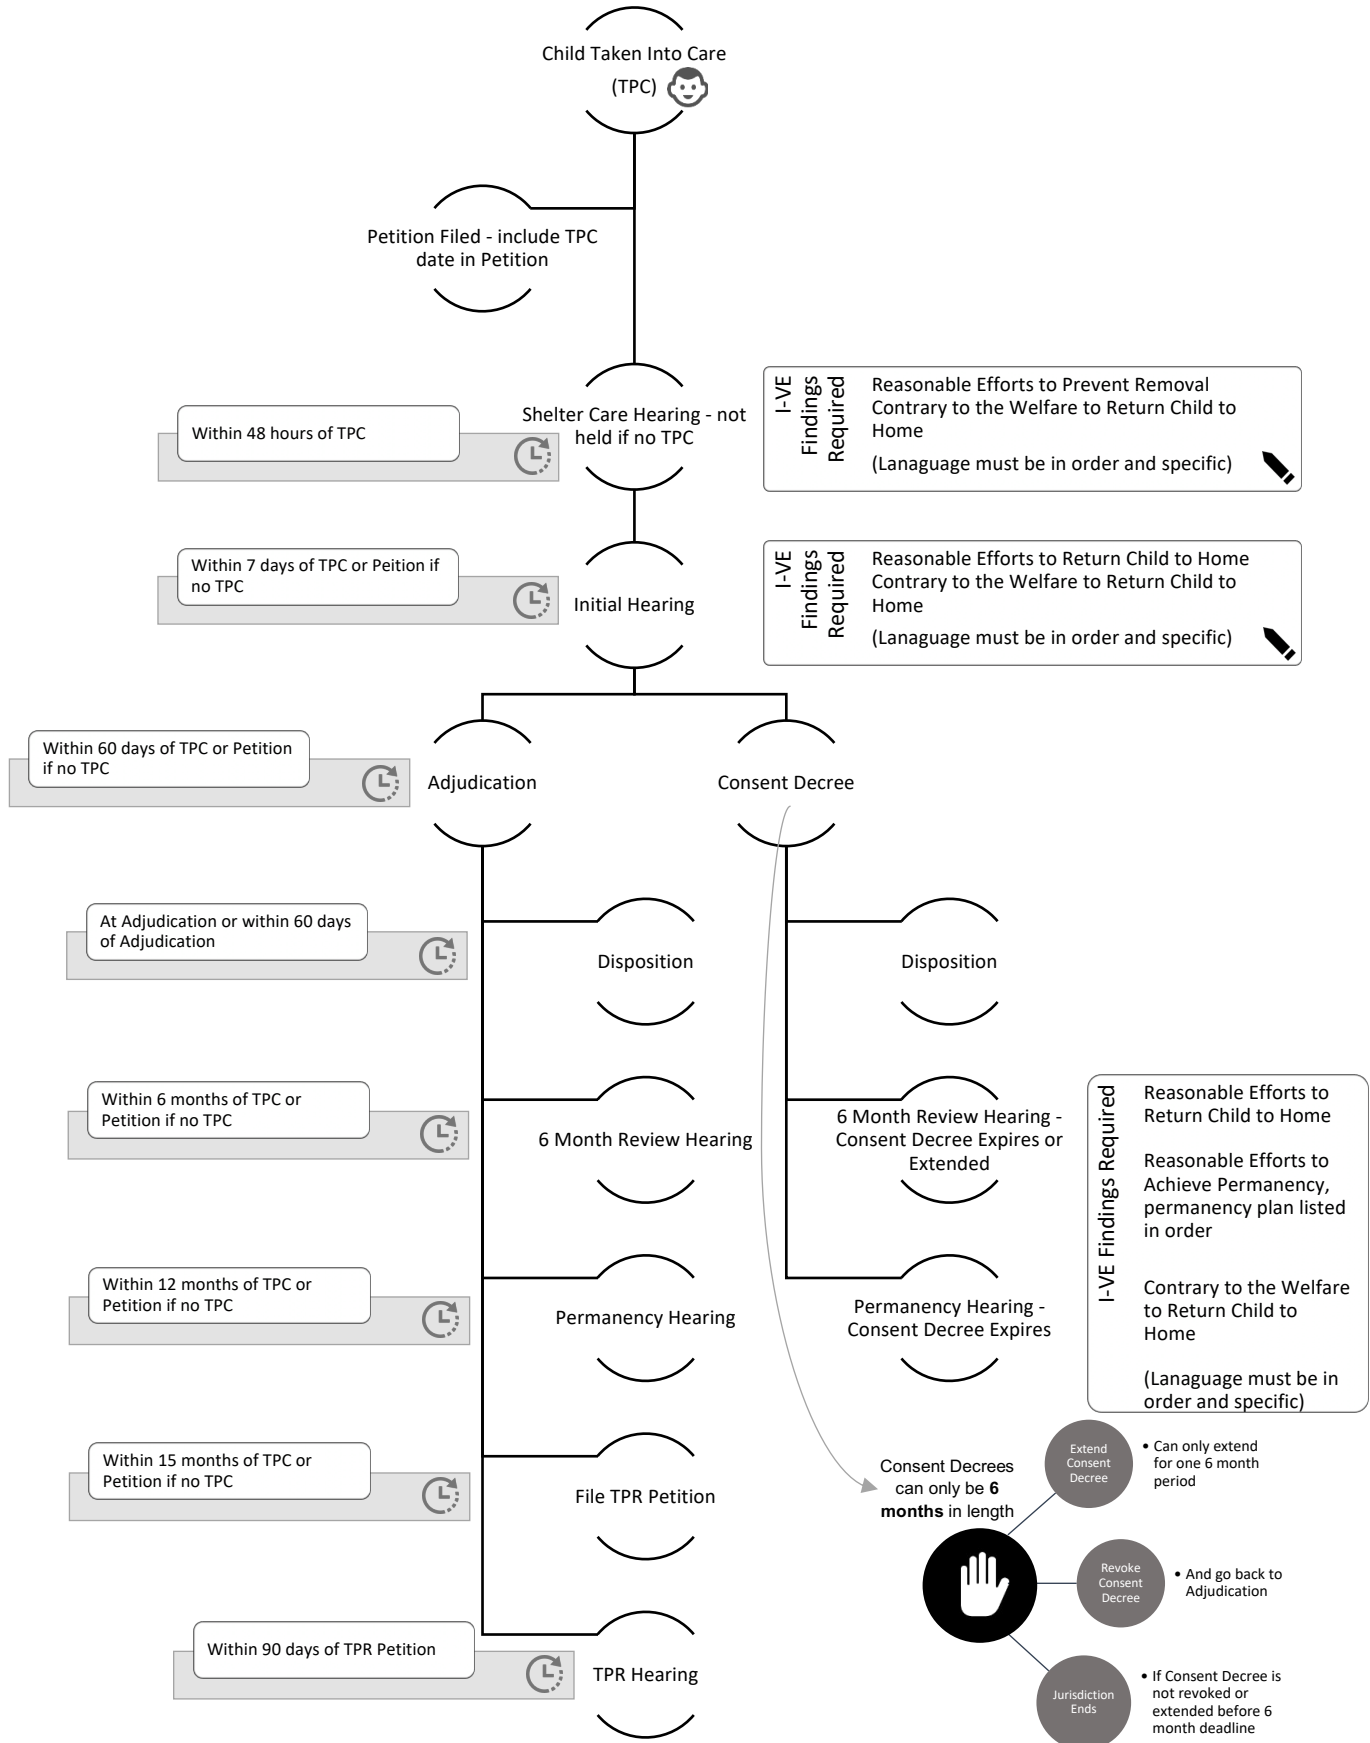 Child Taken Into Care
(TPC)
Petition Filed - include TPC
date in Petition
Within 48 hours of TPC
Shelter Care Hearing - not
held if no TPC
I-VE
Findings
Required
Reasonable Efforts to Prevent Removal
Contrary to the Welfare to Return Child to
Home
(Lanaguage must be in order and specific)
Within 7 days of TPC or Peition if
no TPC
Initial Hearing
I-VE
Findings
Required
Reasonable Efforts to Return Child to Home
Contrary to the Welfare to Return Child to
Home
(Lanaguage must be in order and specific)
Within 60 days of TPC or Petition
if no TPC
Adjudication
Consent Decree
At Adjudication or within 60 days
of Adjudication
Disposition
Disposition
Within 6 months of TPC or
Petition if no TPC
6 Month Review Hearing
6 Month Review Hearing -
Consent Decree Expires or
Extended
I-VE Findings Required
Reasonable Efforts to
Return Child to Home
Reasonable Efforts to
Achieve Permanency,
permanency plan listed
in order
Contrary to the Welfare
to Return Child to
Home
(Lanaguage must be in
order and specific)
Within 12 months of TPC or
Petition if no TPC
Permanency Hearing
Permanency Hearing -
Consent Decree Expires
Within 15 months of TPC or
Petition if no TPC
File TPR Petition
Consent Decrees
can only be 6
months in length
Extend
Consent
Decree
• Can only extend
for one 6 month
period
Revoke
Consent
Decree
• And go back to
Adjudication
Within 90 days of TPR Petition
TPR Hearing
Jurisdiction
Ends
• If Consent Decree is
not revoked or
extended before 6
month deadline